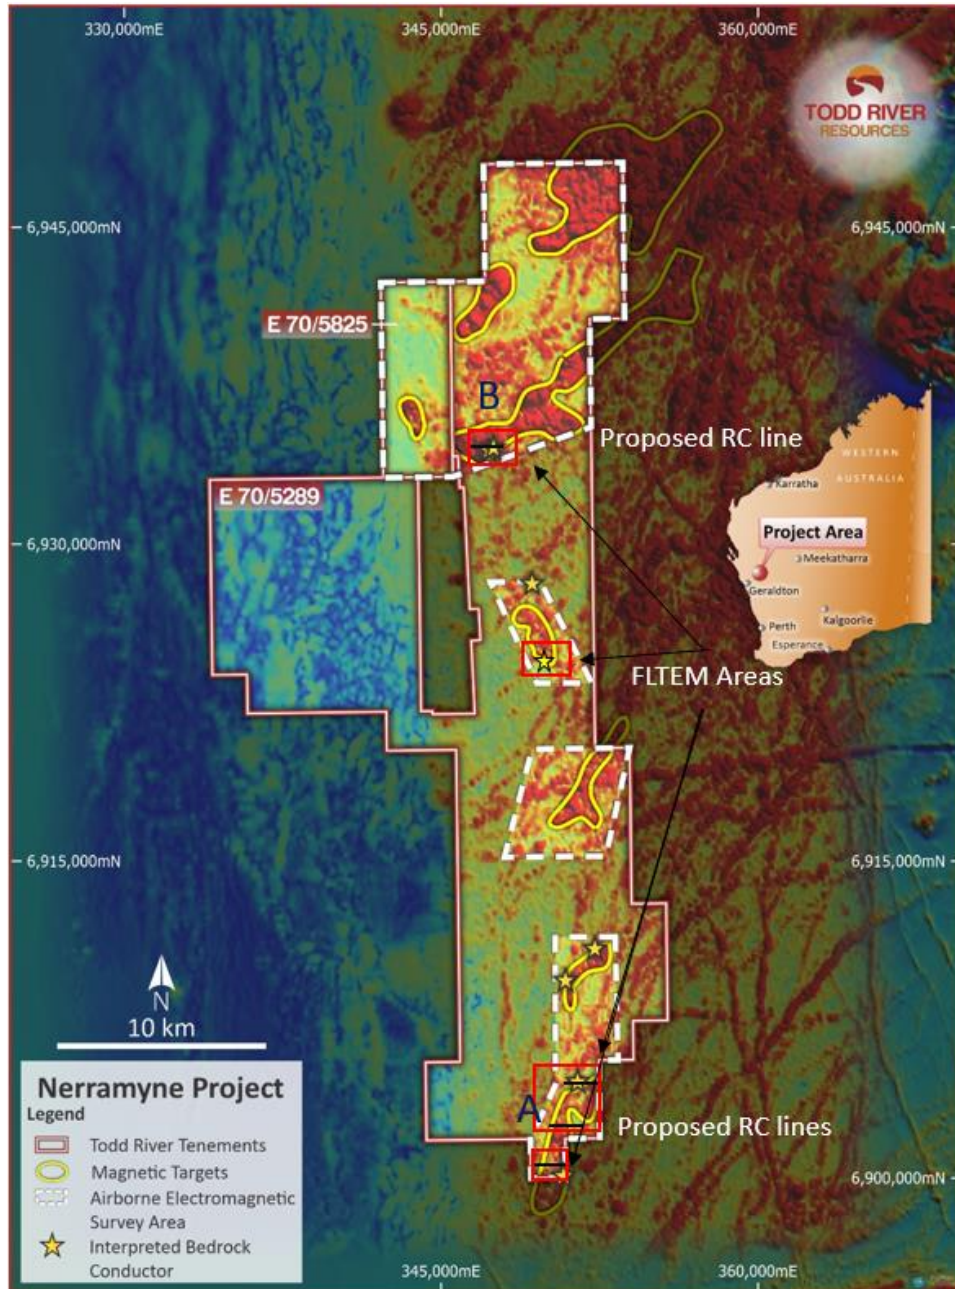 330,000mE
345,000mE
360,000mE
TODD RIVER
RESOURCES
6,945,000mN
6,945,000mN
E 70/5825
B
Proposed RC line
WESTERN
AUSTRALIA
Karratha
E 70/5289
Project Area
6,930,000mN
Meekatharra
Geraldton
Perth
Kalgoorlie
Esperance
FLTEM Areas
6,915,000mN
6,915,000mN
N
10 km
Nerramyne Project
Legend
Todd River Tenements
Magnetic Targets
Airborne Electromagnetic
Survey Area
Interpreted Bedrock
Conductor
A
Proposed RC lines
6,900,000mN
345,000mE
360,000mE